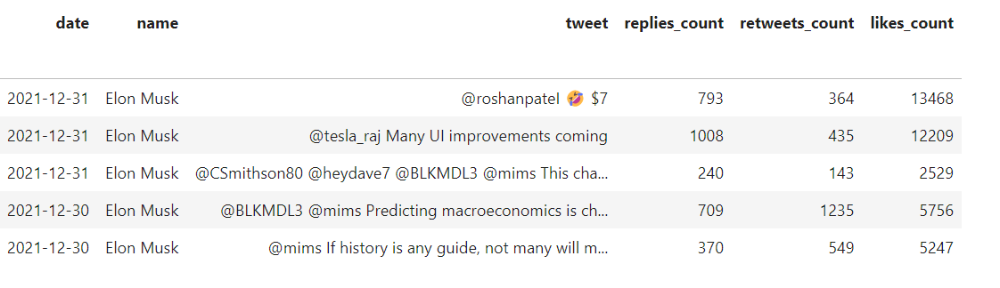 date name tweet replies_count retweets_count likes_count
2021-12-31 Elon Musk @roshanpatel 🤣 $7 793 364 13468
2021-12-31 Elon Musk @tesla_raj Many UI improvements coming 1008 435 12209
2021-12-31 Elon Musk @CSmithson80 @heydave7 @BLKMDL3 @mims This cha... 240 143 2529
2021-12-30 Elon Musk @BLKMDL3 @mims Predicting macroeconomics is ch... 709 1235 5756
2021-12-30 Elon Musk @mims If history is any guide, not many will m... 370 549 5247